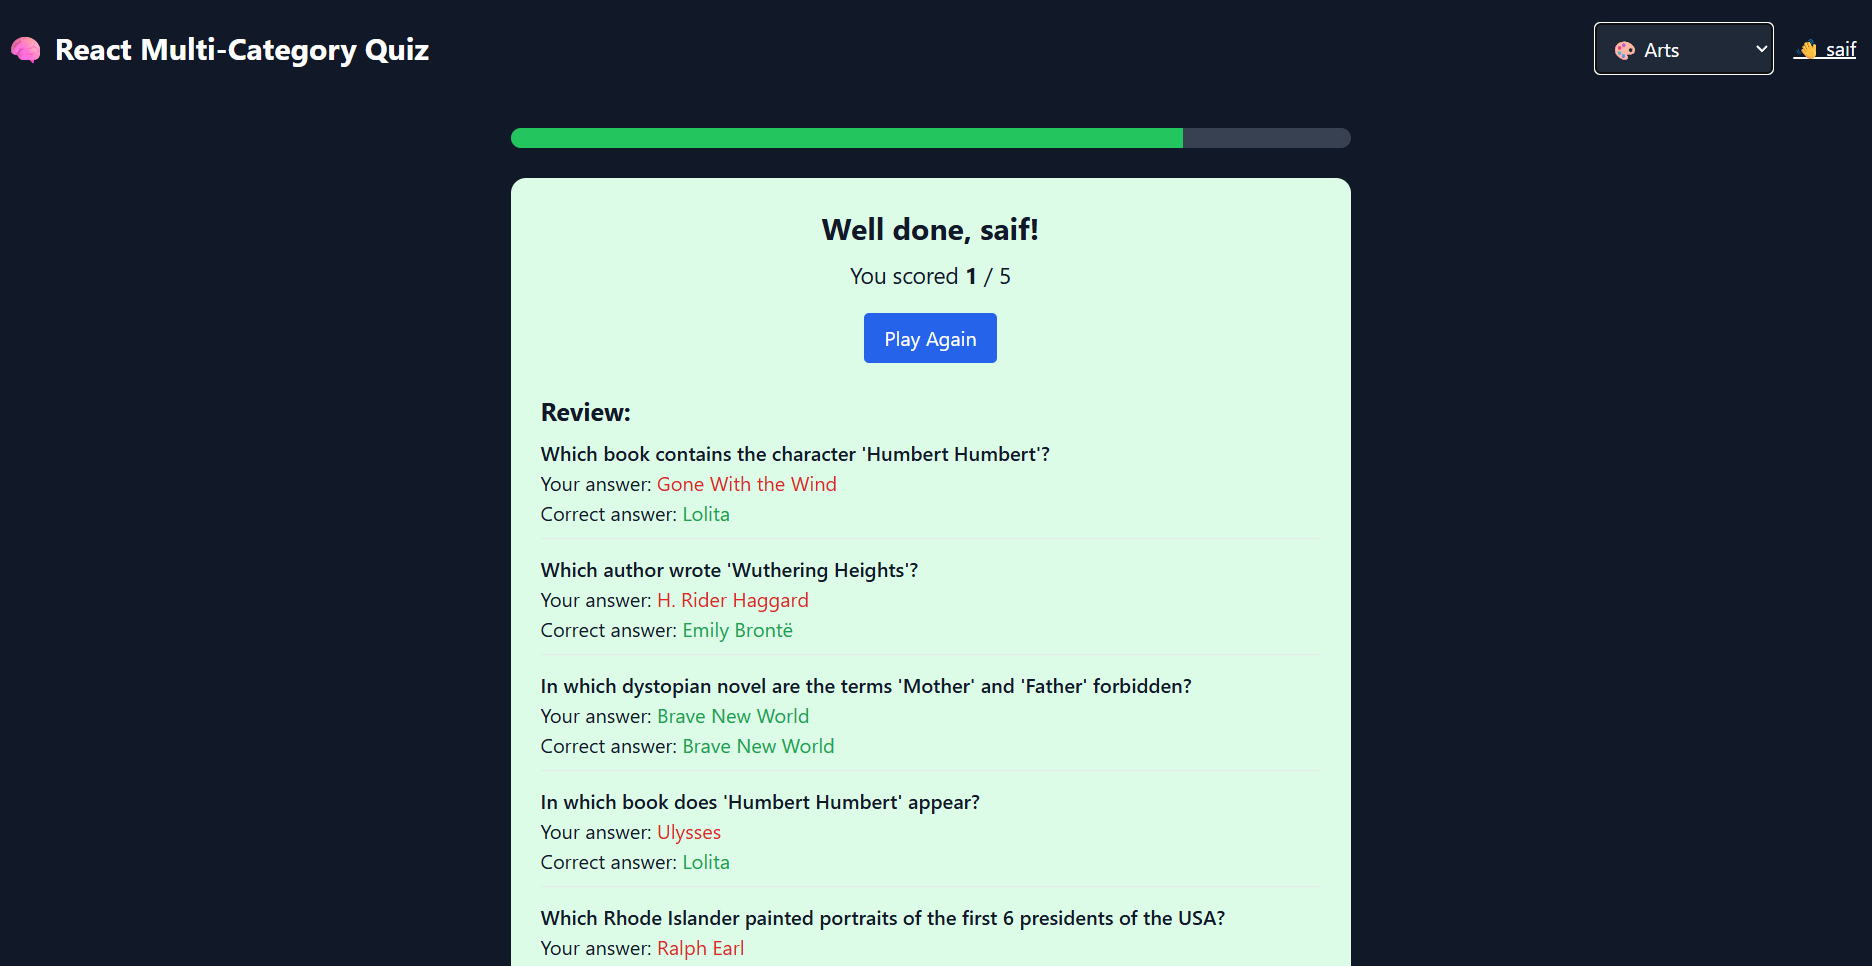 React Multi-Category Quiz
Arts
saif
Well done, saif!
You scored 1 / 5
Play Again
Review:
Which book contains the character 'Humbert Humbert'?
Your answer: Gone With the Wind
Correct answer: Lolita
Which author wrote 'Wuthering Heights'?
Your answer: H. Rider Haggard
Correct answer: Emily Brontë
In which dystopian novel are the terms 'Mother' and 'Father' forbidden?
Your answer: Brave New World
Correct answer: Brave New World
In which book does 'Humbert Humbert' appear?
Your answer: Ulysses
Correct answer: Lolita
Which Rhode Islander painted portraits of the first 6 presidents of the USA?
Your answer: Ralph Earl